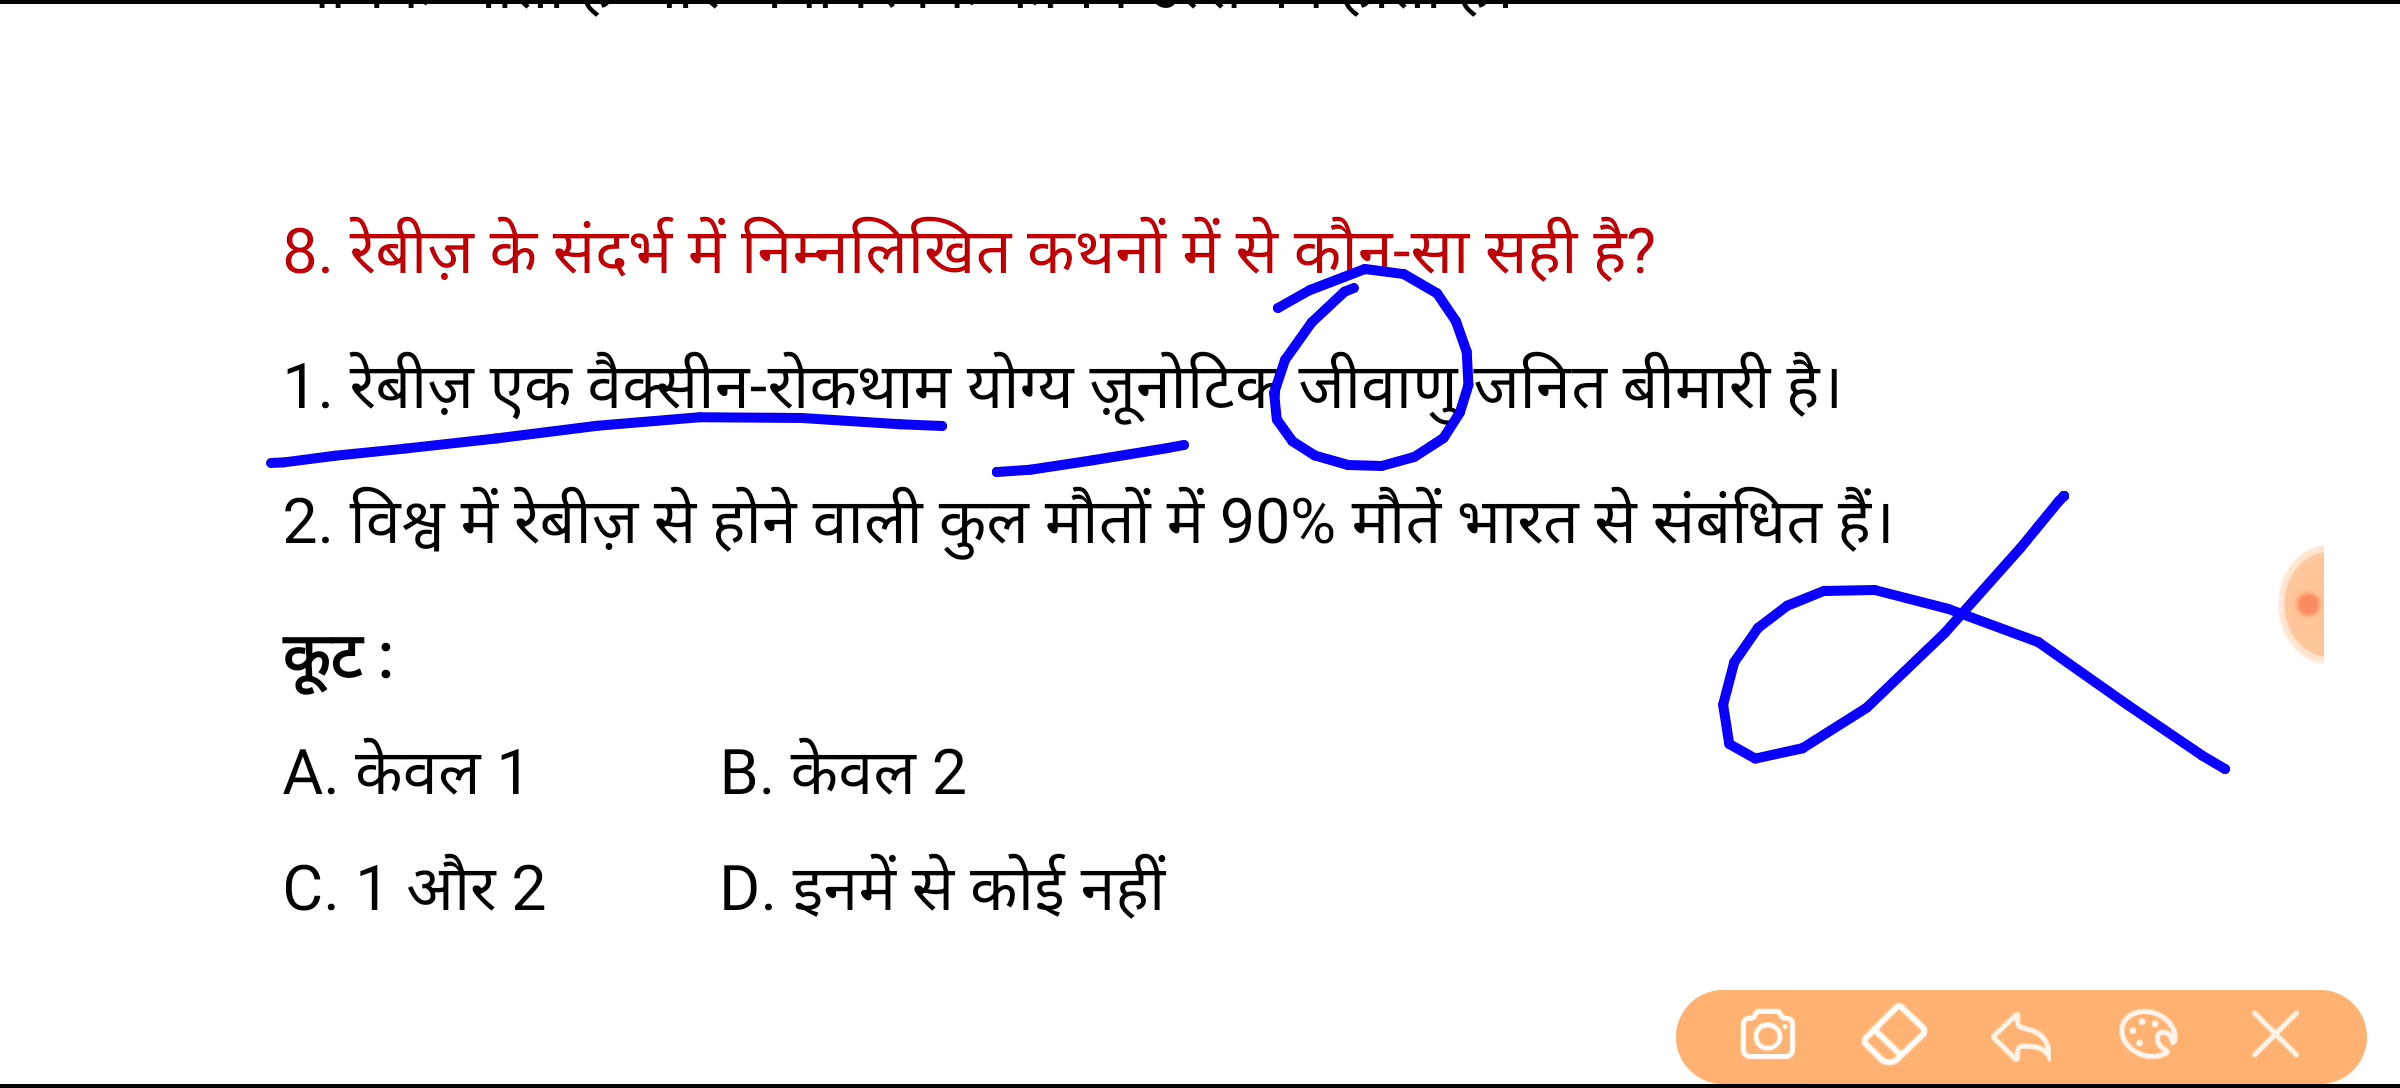 8. रेबीज़ के संदर्भ में निम्नलिखित कथनों में से कौन-सा सही है?
1. रेबीज़ एक वैक्सीन-रोकथाम योग्य ज़ूनोटिक जीवाणु जनित बीमारी है।
2. विश्व में रेबीज़ से होने वाली कुल मौतों में 90% मौतें भारत से संबंधित हैं।
कूट :
A. केवल 1 B. केवल 2
C. 1 और 2 D. इनमें से कोई नहीं